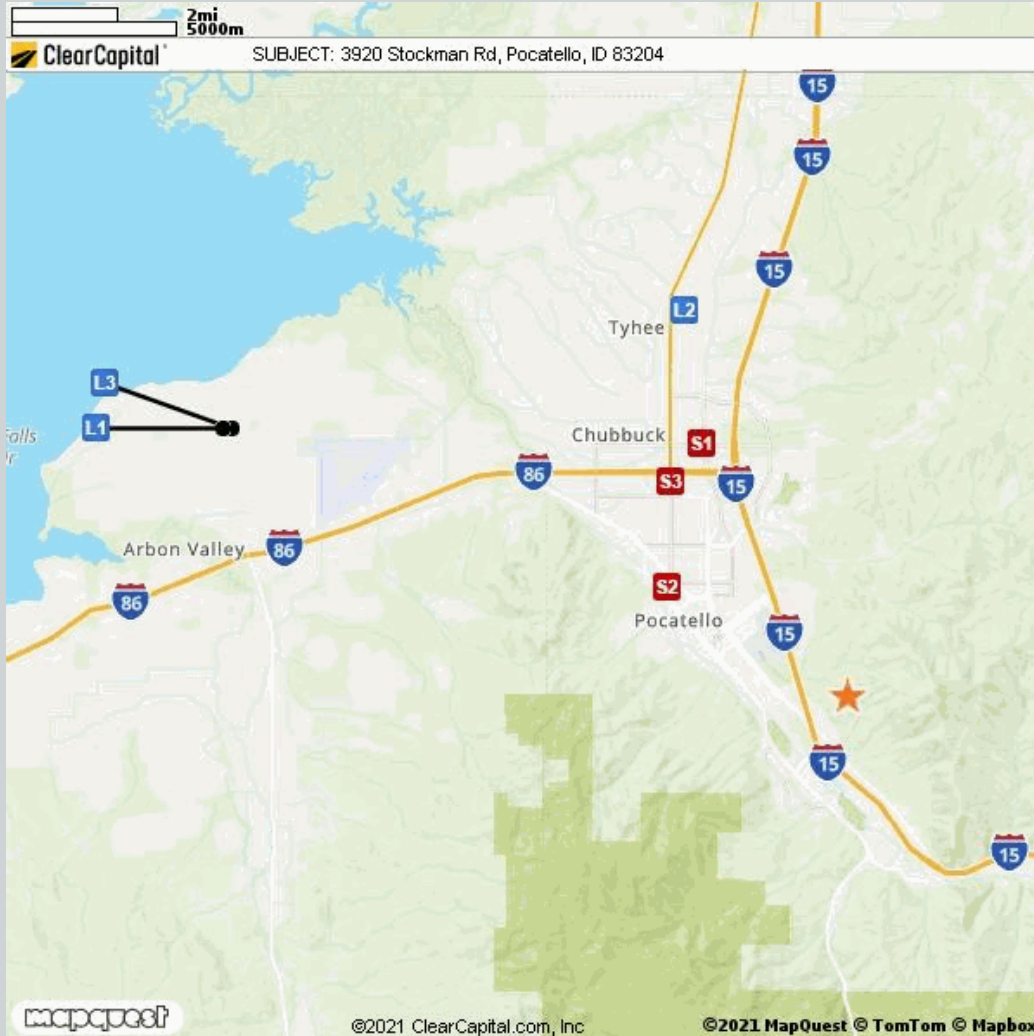 2mi
5000m
ClearCapital
SUBJECT: 3920 Stockman Rd, Pocatello, ID 83204
15
15
15
L2
Tyhee
L3
L1
Chubbuck
S1
86
S3
15
86
Arbon Valley
86
S2
Pocatello
15
15
15
mapquest
©2021 ClearCapital.com, Inc
©2021 MapQuest © TomTom © Mapbox